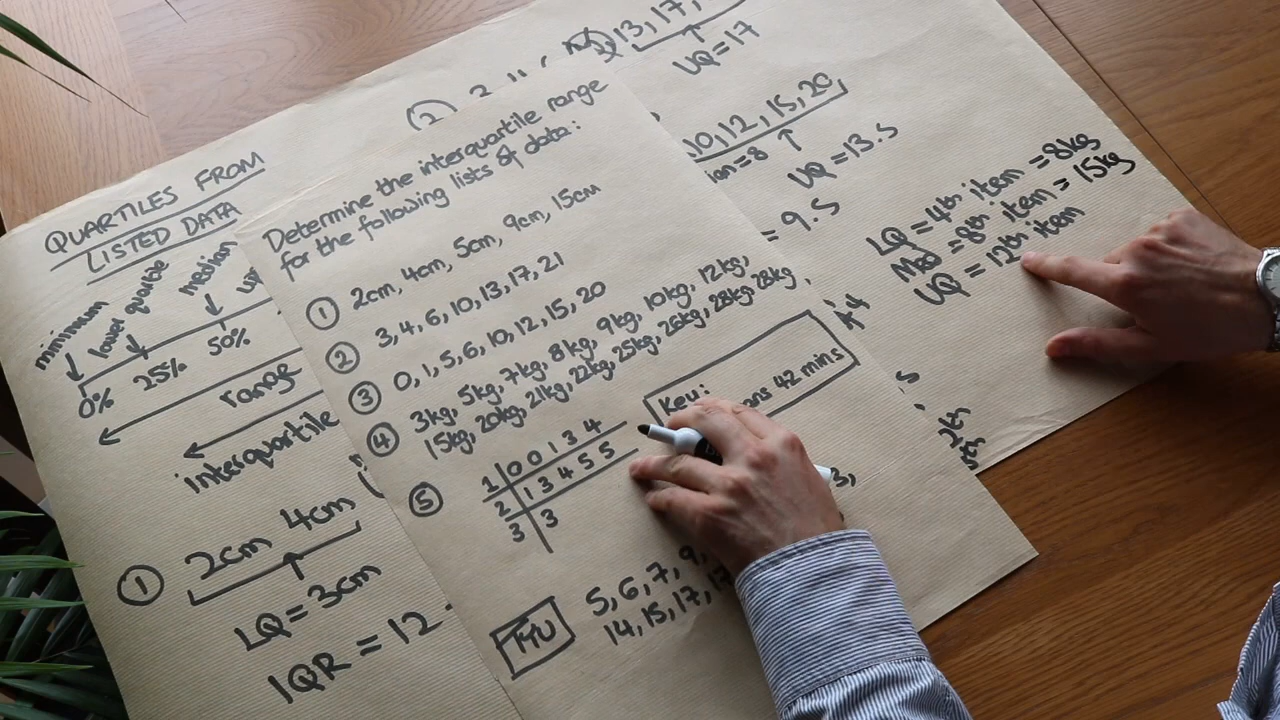 QUARTILES FROM
LISTED DATA
minimum
lower quartile
median
0%
25%
50%
range
interquartile
① 2cm 4cm
LQ = 3cm
IQR = 12
Determine the interquartile range
for the following lists of data:
① 2cm, 4cm, 5cm, 9cm, 15cm
② 3, 4, 6, 10, 13, 17, 21
③ 0, 1, 5, 6, 10, 12, 15, 20
④ 3kg, 5kg, 7kg, 8kg, 9kg, 10kg, 12kg,
15kg, 20kg, 21kg, 22kg, 25kg, 26kg, 28kg, 28kg
⑤
1 | 0 0 1 3 4
2 | 1 3 4 5 5
3 | 3
Key:
42 mins
TYU
5, 6, 7, 9,
14, 15, 17,
②
13, 17,
UQ = 17
10, 12, 15, 20,
= 8
UQ = 13.5
= 9.5
LQ = 4th item = 8kg
Med = 8th item = 15kg
UQ = 12th item